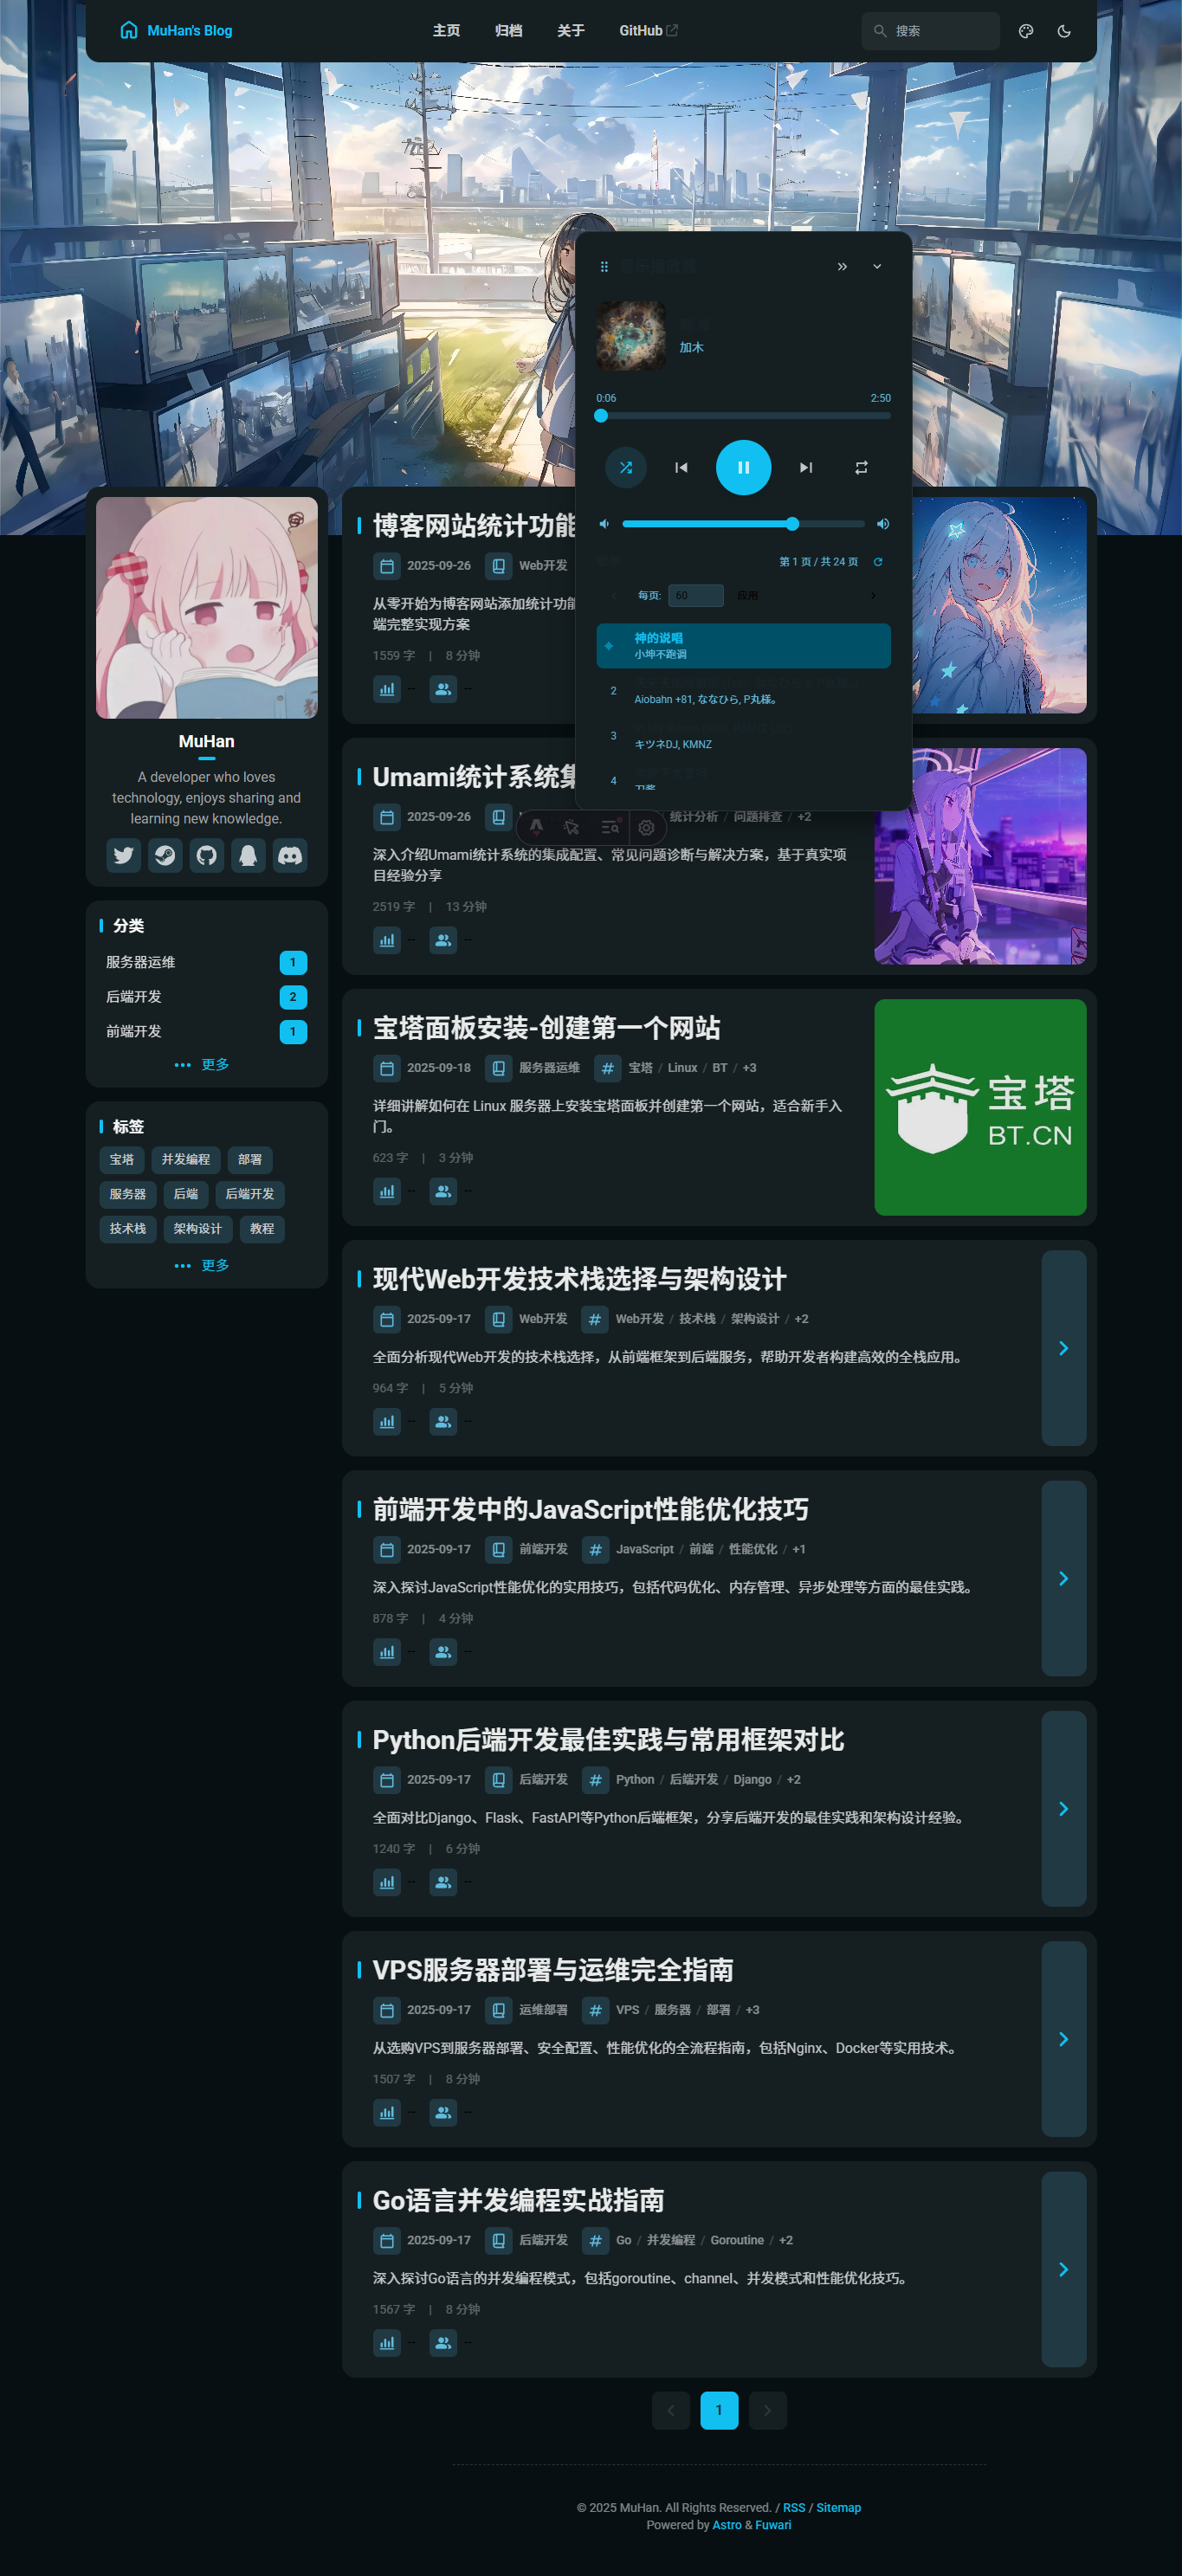 MuHan's Blog
主页
归档
关于
GitHub
搜索
音乐播放器
加木
0:06
2:50
第 1 页 / 共 24 页
每页:
60
应用
神的说唱
小坤不跑调
2
Aiobahn +81, ななひら, P丸様。
3
キツネDJ, KMNZ
4
MuHan
A developer who loves
technology, enjoys sharing and
learning new knowledge.
分类
服务器运维
1
后端开发
2
前端开发
1
更多
标签
宝塔
并发编程
部署
服务器
后端
后端开发
技术栈
架构设计
教程
更多
博客网站统计功能
2025-09-26
Web开发
从零开始为博客网站添加统计功能
端完整实现方案
1559 字 | 8 分钟
--
--
Umami统计系统集
2025-09-26
统计分析 / 问题排查 / +2
深入介绍Umami统计系统的集成配置、常见问题诊断与解决方案，基于真实项
目经验分享
2519 字 | 13 分钟
--
--
宝塔面板安装-创建第一个网站
2025-09-18
服务器运维
宝塔 / Linux / BT / +3
详细讲解如何在 Linux 服务器上安装宝塔面板并创建第一个网站，适合新手入
门。
623 字 | 3 分钟
--
--
宝塔
BT.CN
现代Web开发技术栈选择与架构设计
2025-09-17
Web开发
Web开发 / 技术栈 / 架构设计 / +2
全面分析现代Web开发的技术栈选择，从前端框架到后端服务，帮助开发者构建高效的全栈应用。
964 字 | 5 分钟
--
--
前端开发中的JavaScript性能优化技巧
2025-09-17
前端开发
JavaScript / 前端 / 性能优化 / +1
深入探讨JavaScript性能优化的实用技巧，包括代码优化、内存管理、异步处理等方面的最佳实践。
878 字 | 4 分钟
--
--
Python后端开发最佳实践与常用框架对比
2025-09-17
后端开发
Python / 后端开发 / Django / +2
全面对比Django、Flask、FastAPI等Python后端框架，分享后端开发的最佳实践和架构设计经验。
1240 字 | 6 分钟
--
--
VPS服务器部署与运维完全指南
2025-09-17
运维部署
VPS / 服务器 / 部署 / +3
从选购VPS到服务器部署、安全配置、性能优化的全流程指南，包括Nginx、Docker等实用技术。
1507 字 | 8 分钟
--
--
Go语言并发编程实战指南
2025-09-17
后端开发
Go / 并发编程 / Goroutine / +2
深入探讨Go语言的并发编程模式，包括goroutine、channel、并发模式和性能优化技巧。
1567 字 | 8 分钟
--
--
1
© 2025 MuHan. All Rights Reserved. / RSS / Sitemap
Powered by Astro & Fuwari